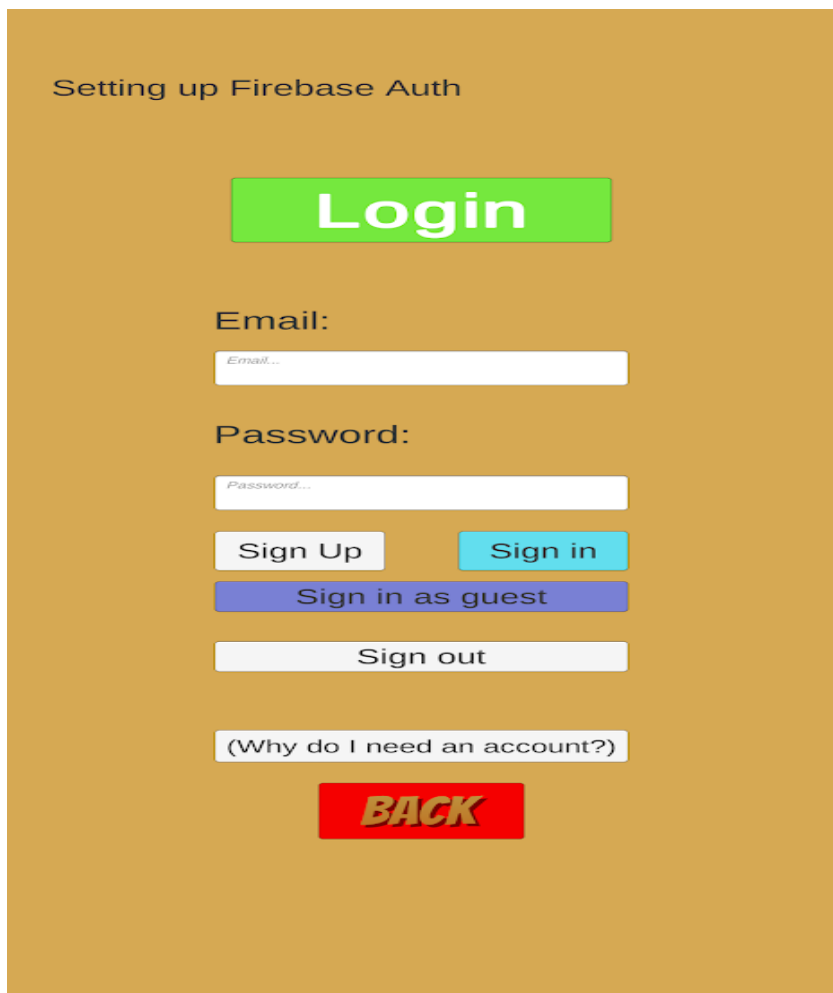 Setting up Firebase Auth
Login
Email:
Email...
Password:
Password...
Sign Up Sign in
Sign in as guest
Sign out
(Why do I need an account?)
BACK